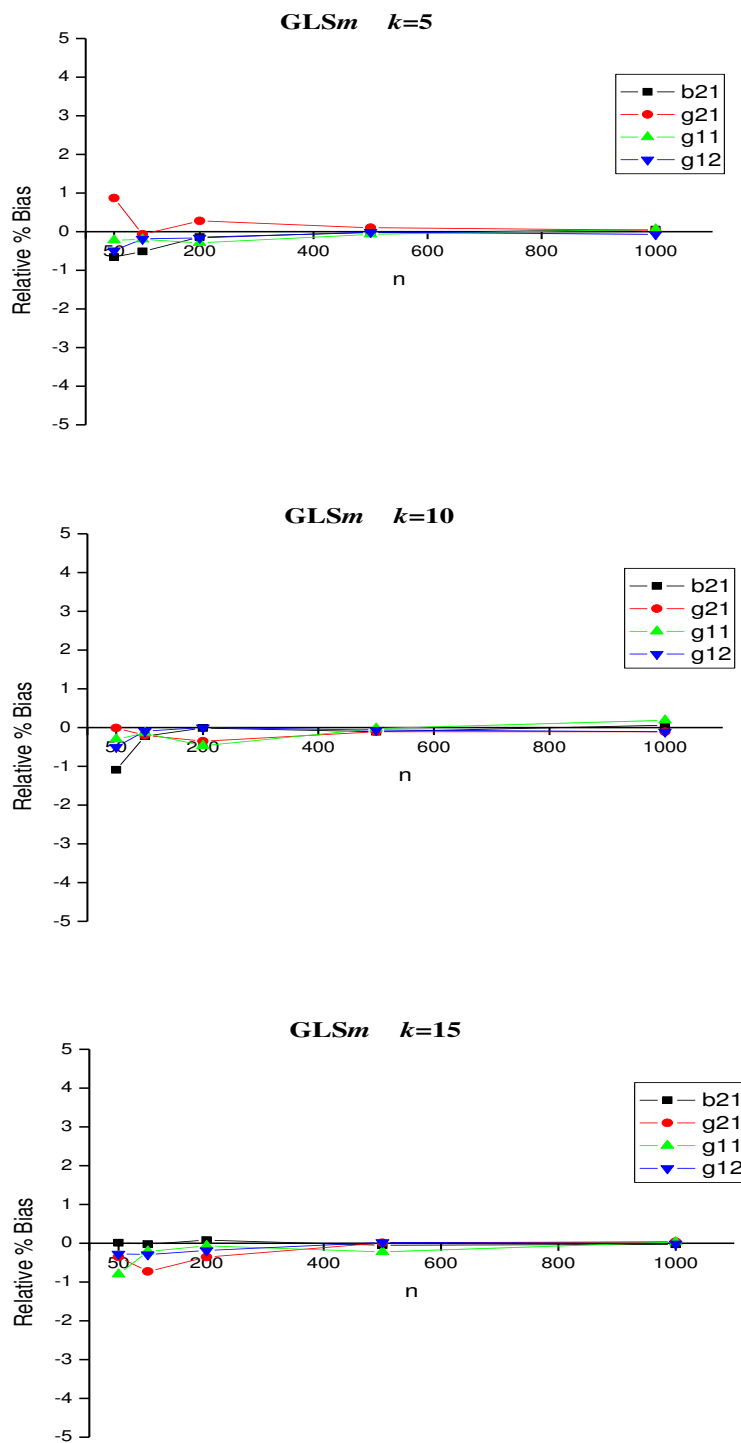 GLSm k=5
5
4
3
2
1
0
-1
-2
-3
-4
-5
Relative % Bias
50 200 400 600 800 1000
n
b21
g21
g11
g12
GLSm k=10
5
4
3
2
1
0
-1
-2
-3
-4
-5
Relative % Bias
50 200 400 600 800 1000
n
b21
g21
g11
g12
GLSm k=15
5
4
3
2
1
0
-1
-2
-3
-4
-5
Relative % Bias
50 200 400 600 800 1000
n
b21
g21
g11
g12